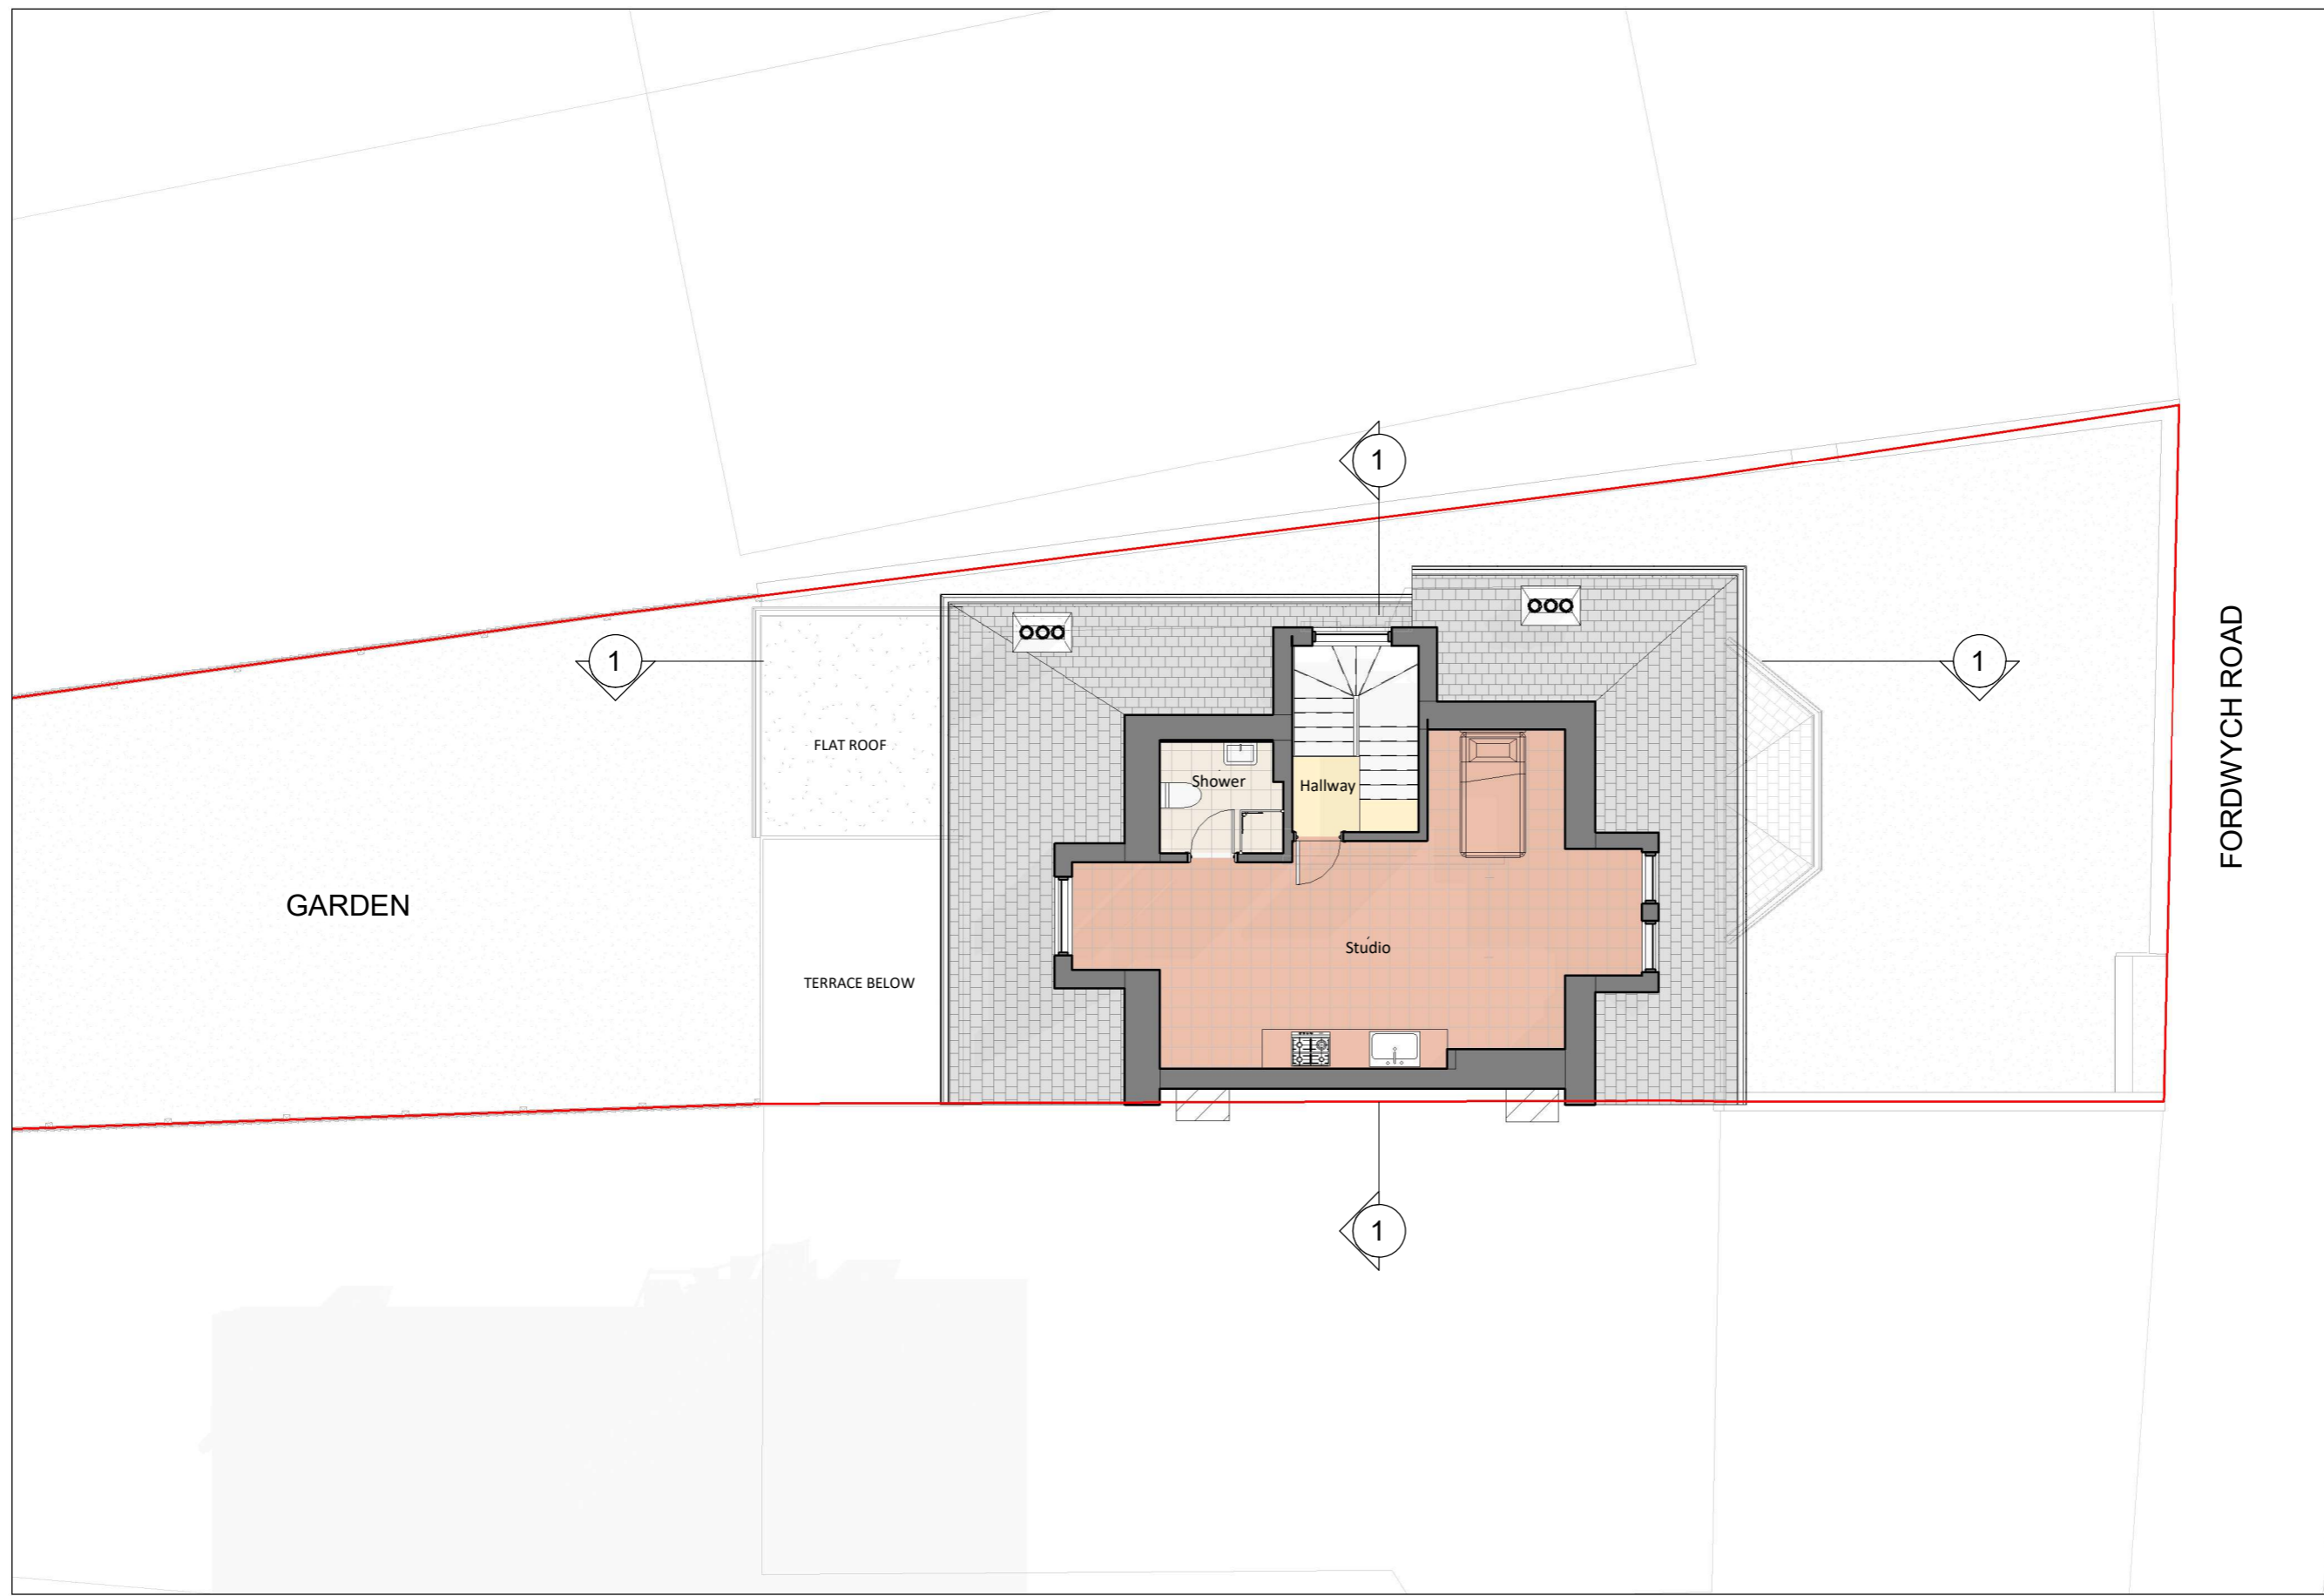 1
1
1
FORDWYCH ROAD
FLAT ROOF
Shower
Hallway
GARDEN
Studio
TERRACE BELOW
1